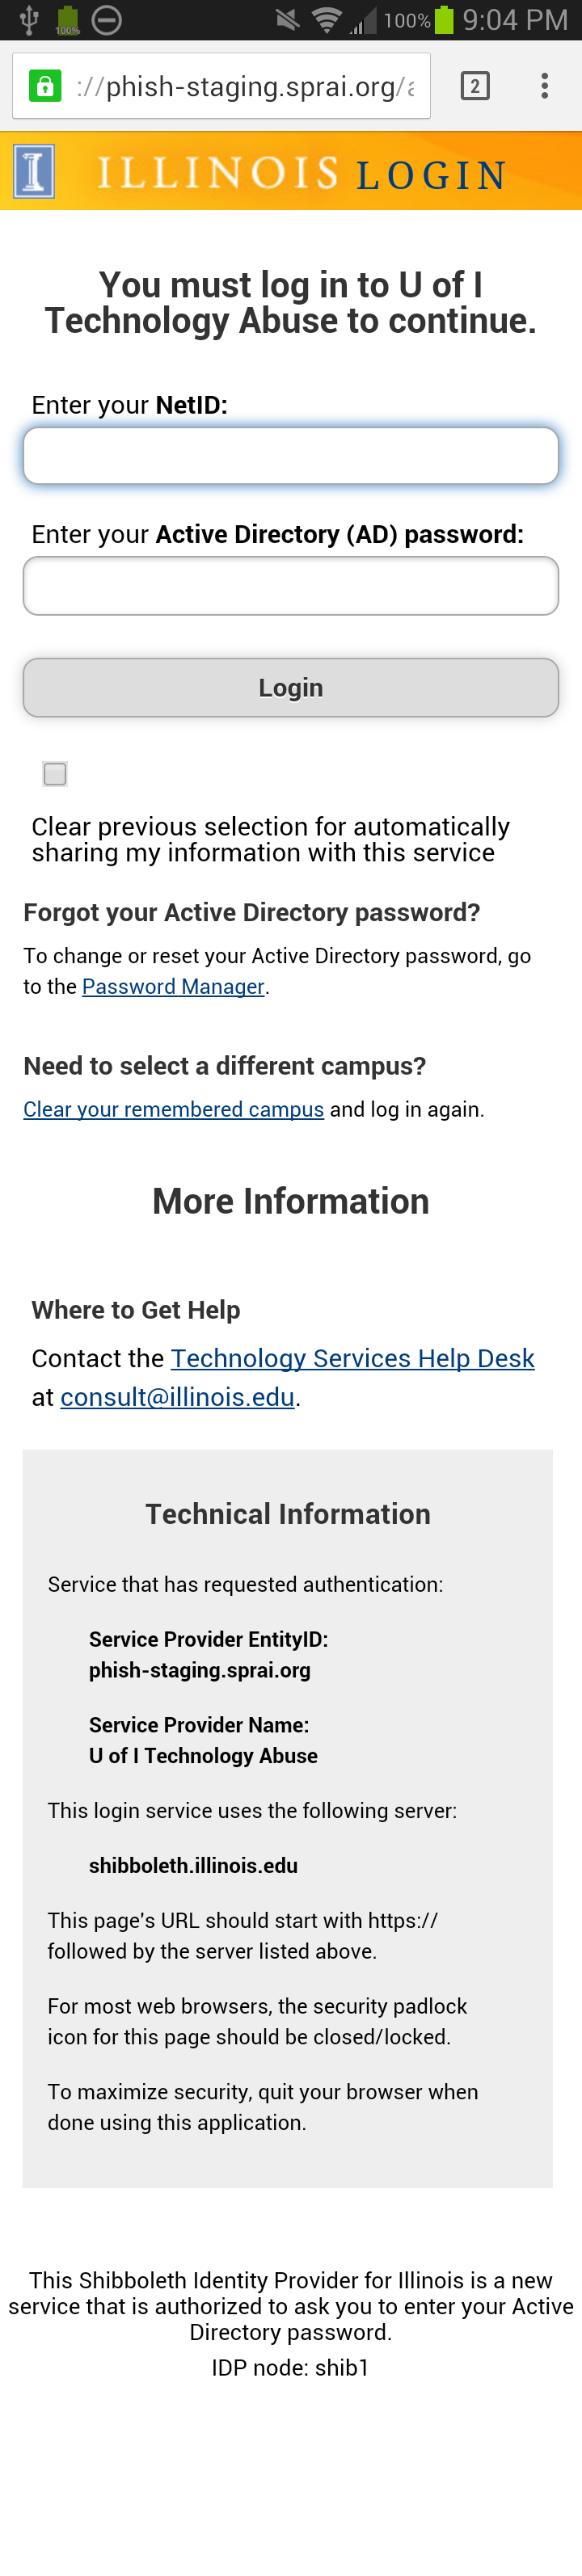 100%
100%
9:04 PM
://phish-staging.sprai.org/a
2
I ILLINOIS LOGIN
You must log in to U of I
Technology Abuse to continue.
Enter your NetID:
Enter your Active Directory (AD) password:
Login
Clear previous selection for automatically
sharing my information with this service
Forgot your Active Directory password?
To change or reset your Active Directory password, go
to the Password Manager.
Need to select a different campus?
Clear your remembered campus and log in again.
More Information
Where to Get Help
Contact the Technology Services Help Desk
at consult@illinois.edu.
Technical Information
Service that has requested authentication:
Service Provider EntityID:
phish-staging.sprai.org
Service Provider Name:
U of I Technology Abuse
This login service uses the following server:
shibboleth.illinois.edu
This page's URL should start with https://
followed by the server listed above.
For most web browsers, the security padlock
icon for this page should be closed/locked.
To maximize security, quit your browser when
done using this application.
This Shibboleth Identity Provider for Illinois is a new
service that is authorized to ask you to enter your Active
Directory password.
IDP node: shib1